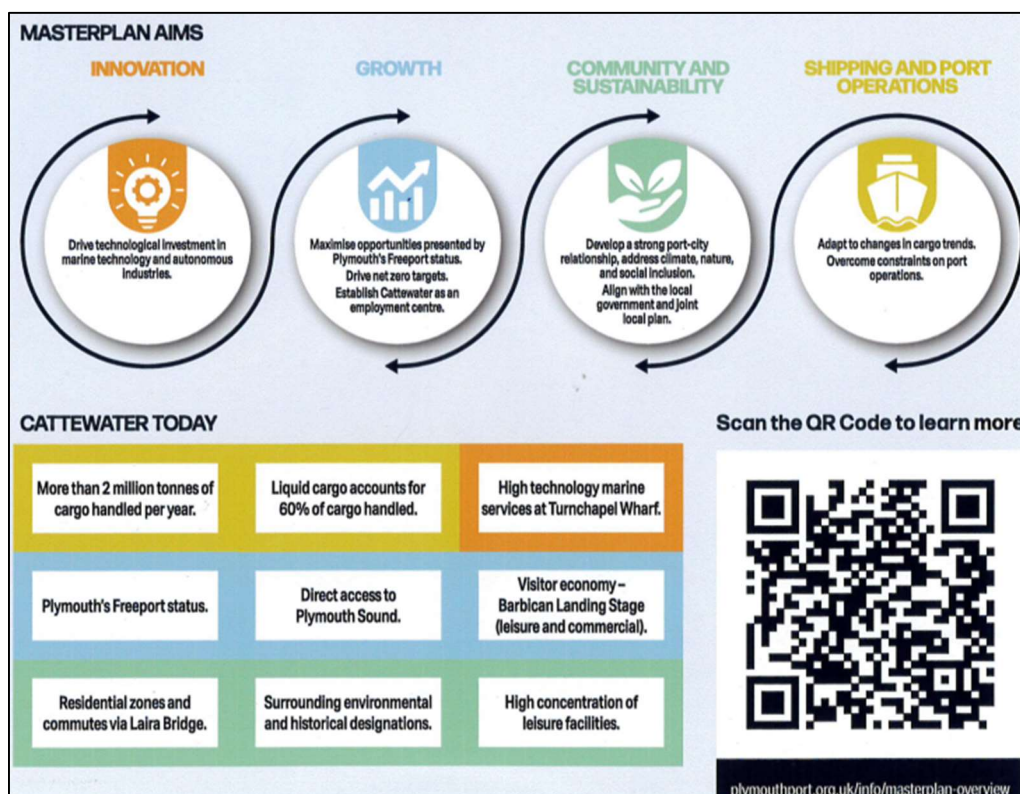 MASTERPLAN AIMS
INNOVATION
Drive technological investment in
marine technology and autonomous
industries.
GROWTH
Maximise opportunities presented by
Plymouth's Freeport status.
Drive net zero targets.
Establish Cattewater as an
employment centre.
COMMUNITY AND
SUSTAINABILITY
Develop a strong port-city
relationship, address climate, nature,
and social inclusion.
Align with the local
government and joint
local plan.
SHIPPING AND PORT
OPERATIONS
Adapt to changes in cargo trends.
Overcome constraints on port
operations.
CATTEWATER TODAY
More than 2 million tonnes of
cargo handled per year.
Liquid cargo accounts for
60% of cargo handled.
High technology marine
services at Turnchapel Wharf.
Plymouth's Freeport status.
Direct access to
Plymouth Sound.
Visitor economy –
Barbican Landing Stage
(leisure and commercial).
Residential zones and
commutes via Laira Bridge.
Surrounding environmental
and historical designations.
High concentration of
leisure facilities.
Scan the QR Code to learn more
plymouthport.org.uk/info/masterplan-overview